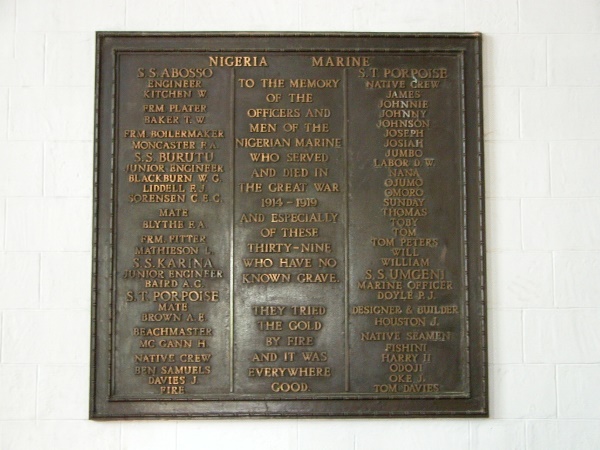 NIGERIA MARINE
S.S. ABOSSO
ENGINEER
KITCHEN W.
FRM PLATER
BAKER T. W.
FRM BOILERMAKER
MONCASTER H.A.
S.S. BURUTU
JUNIOR ENGINEER
BLACKBURN W. G.
LIDDELL E.J.
SORENSEN C.E.C.
MATE
BLYTHE E.A.
FRM. FITTER
MATHIESON L.
S.S. KARINA
JUNIOR ENGINEER
BAIRD A.G.
S.T. PORPOISE
MATE
BROWN A. E.
BEACHMASTER
MC GANN H.
NATIVE CREW
BEN SAMUELS
DAVIES J.
FIRE
TO THE MEMORY
OF THE
OFFICERS AND
MEN OF THE
NIGERIAN MARINE
WHO SERVED
AND DIED IN
THE GREAT WAR
1914 - 1919
AND ESPECIALLY
OF THESE
THIRTY-NINE
WHO HAVE NO
KNOWN GRAVE.
THEY TRIED
THE GOLD
BY FIRE
AND IT WAS
EVERYWHERE
GOOD.
S.T. PORPOISE
NATIVE CREW
JAMES
JOHNNIE
JOHNNY
JOHNSON
JOSEPH
JOSIAH
JUMBO
LABOR D.W.
NANA
OJUMO
OMORO
SUNDAY
THOMAS
TOBY
TOM
TOM PETERS
WILL
WILLIAM
S.S. UMGENI
MARINE OFFICER
DOYLE P.J.
DESIGNER & BUILDER
HOUSTON J.
NATIVE SEAMEN
FISHINI
HARRY II
ODOJI
OKE J.
TOM DAVIES